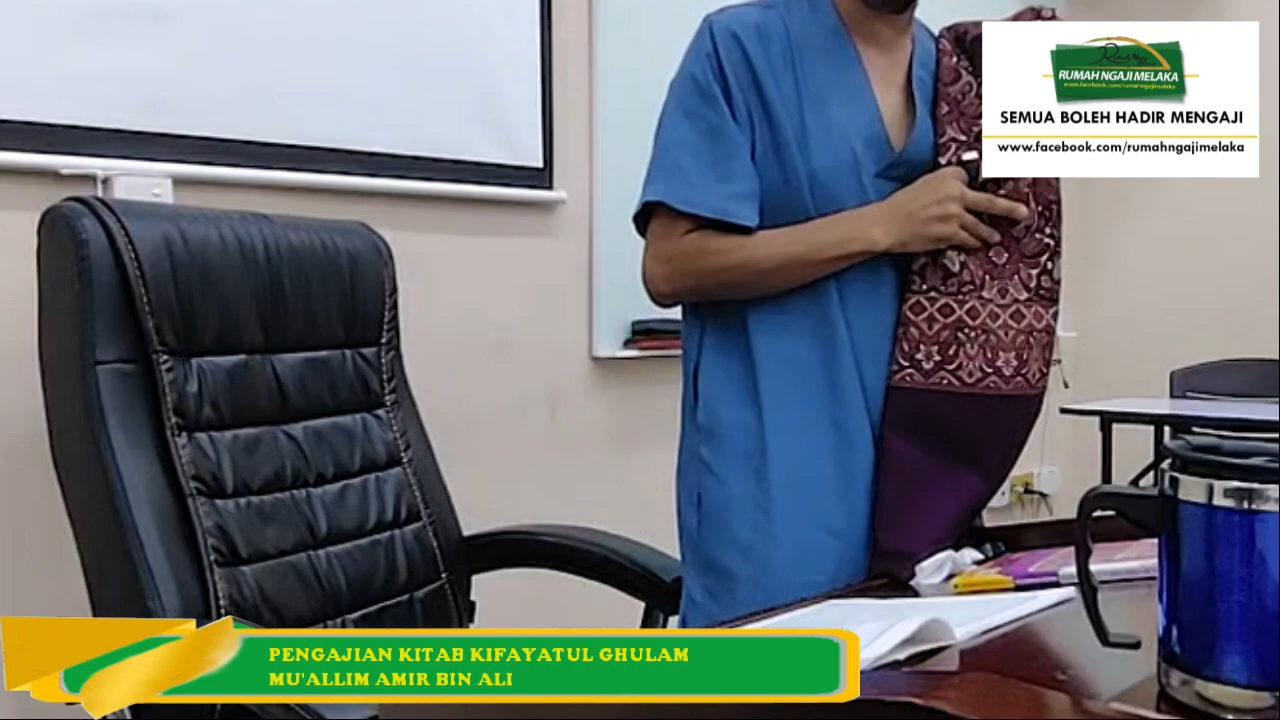 RUMAH NGAJI MELAKA
www.facebook.com/rumahngajimelaka
SEMUA BOLEH HADIR MENGAJI
www.facebook.com/rumahngajimelaka
PENGAJIAN KITAB KIFAYATUL GHULAM
MU'ALLIM AMIR BIN ALI